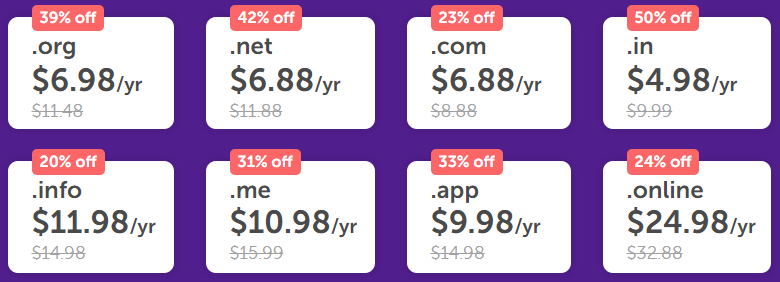 39% off
.org
$6.98/yr
$11.48
42% off
.net
$6.88/yr
$11.88
23% off
.com
$6.88/yr
$8.88
50% off
.in
$4.98/yr
$9.99
20% off
.info
$11.98/yr
$14.98
31% off
.me
$10.98/yr
$15.99
33% off
.app
$9.98/yr
$14.98
24% off
.online
$24.98/yr
$32.88